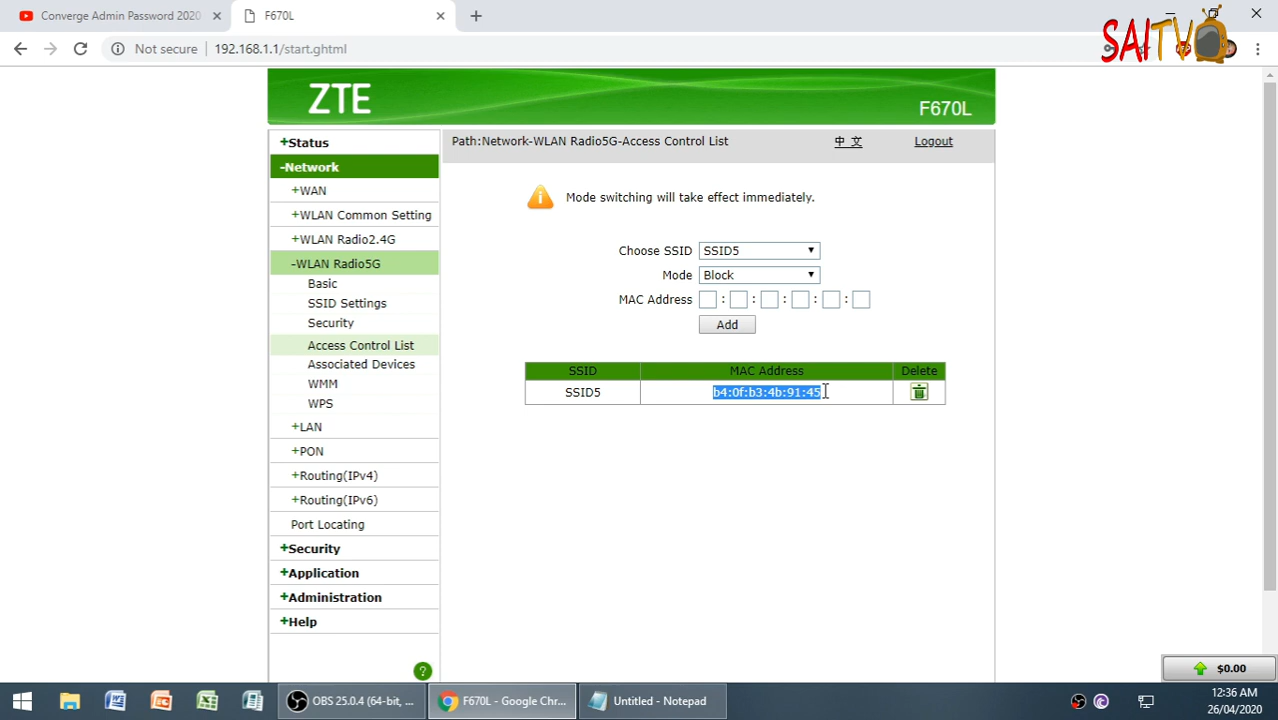 Converge Admin Password 2020
F670L
SAITV
Not secure
192.168.1.1/start.ghtml
ZTE
F670L
+Status
Path:Network-WLAN Radio5G-Access Control List
中 文
Logout
-Network
+WAN
Mode switching will take effect immediately.
+WLAN Common Setting
+WLAN Radio2.4G
Choose SSID
SSID5
-WLAN Radio5G
Mode
Block
Basic
MAC Address
:
:
:
:
:
SSID Settings
Add
Security
Access Control List
Associated Devices
SSID
MAC Address
Delete
WMM
SSID5
b4:0f:b3:4b:91:45
WPS
+LAN
+PON
+Routing(IPv4)
+Routing(IPv6)
Port Locating
+Security
+Application
+Administration
+Help
?
$0.00
OBS 25.0.4 (64-bit, ...
F670L - Google Chr...
Untitled - Notepad
12:36 AM
26/04/2020